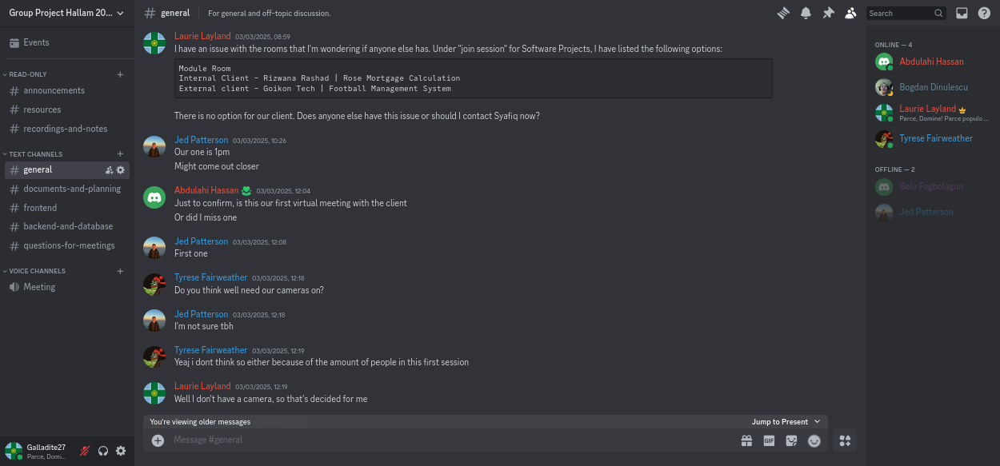 Group Project Hallam 20...
general
For general and off-topic discussion.
Search
Events
READ-ONLY
announcements
resources
recordings-and-notes
TEXT CHANNELS
general
documents-and-planning
frontend
backend-and-database
questions-for-meetings
VOICE CHANNELS
Meeting
Galladite27
Parce, Domi...
Laurie Layland 03/03/2025, 08:59
I have an issue with the rooms that I'm wondering if anyone else has. Under "join session" for Software Projects, I have listed the following options:
Module Room
Internal Client - Rizwana Rashad | Rose Mortgage Calculation
External client - Goikon Tech | Football Management System
There is no option for our client. Does anyone else have this issue or should I contact Syafiq now?
Jed Patterson 03/03/2025, 10:26
Our one is 1pm
Might come out closer
Abdulahi Hassan 03/03/2025, 12:04
Just to confirm, is this our first virtual meeting with the client
Or did I miss one
Jed Patterson 03/03/2025, 12:08
First one
Tyrese Fairweather 03/03/2025, 12:18
Do you think well need our cameras on?
Jed Patterson 03/03/2025, 12:18
I'm not sure tbh
Tyrese Fairweather 03/03/2025, 12:19
Yeaj i dont think so either because of the amount of people in this first session
Laurie Layland 03/03/2025, 12:19
Well I don't have a camera, so that's decided for me
You're viewing older messages
Jump to Present
Message #general
GIF
ONLINE — 4
Abdulahi Hassan
Bogdan Dinulescu
Laurie Layland
Parce, Domine! Parce populo ...
Tyrese Fairweather
OFFLINE — 2
Bolu Fagbolagun
Jed Patterson